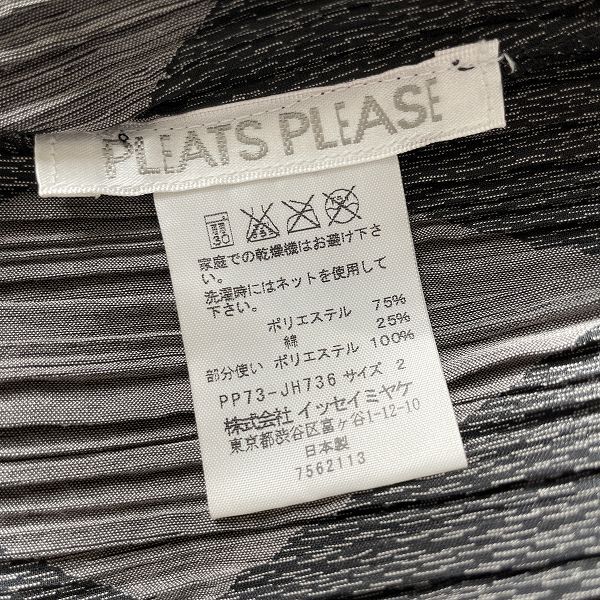 PLEATS PLEASE
家庭での乾燥機はお避け下さ
い。
洗濯時にはネットを使用して
下さい。
ポリエステル 75%
綿 25%
部分使い ポリエステル 100%
PP73-JH736 サイズ 2
株式会社 イッセイミヤケ
東京都渋谷区富ヶ谷1-12-10
日本製
7562113